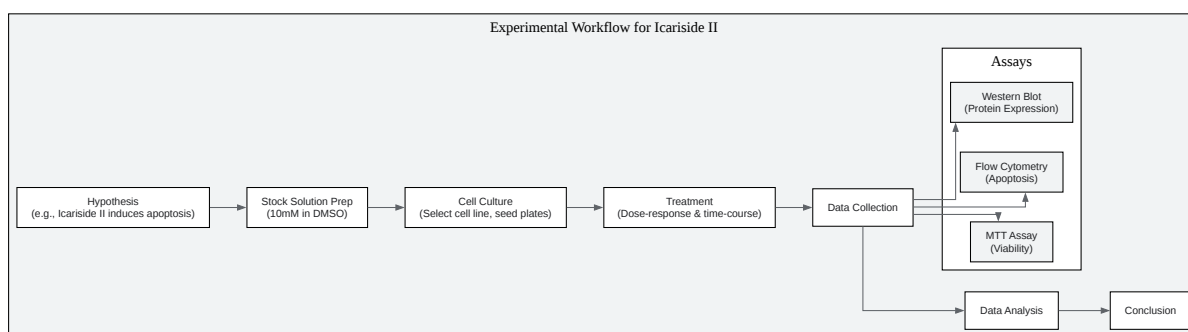 Experimental Workflow for Icariside II
Assays
Western Blot
(Protein Expression)
Flow Cytometry
(Apoptosis)
Hypothesis
(e.g., Icariside II induces apoptosis)
Stock Solution Prep
(10mM in DMSO)
Cell Culture
(Select cell line, seed plates)
Treatment
(Dose-response & time-course)
Data Collection
MTT Assay
(Viability)
Data Analysis
Conclusion